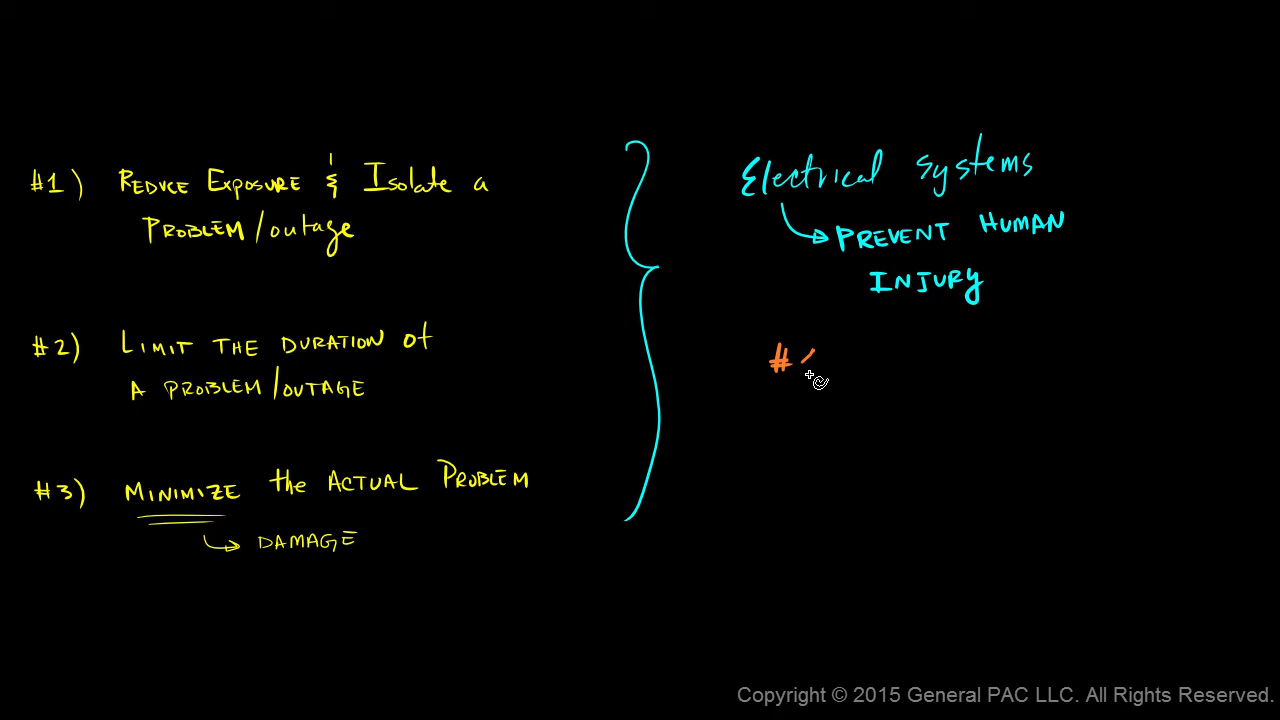 #1) REDUCE EXPOSURE & ISolate a
PROBLEM/outage
#2) LIMIT THE DURATION Of
A PROBLEM/OUTAGE
#3) MINIMIZE the ACTUAL PROBLEM
DAMAGE
Electrical systems
PREVENT HUMAN
INJURY
#
Copyright © 2015 General PAC LLC. All Rights Reserved.